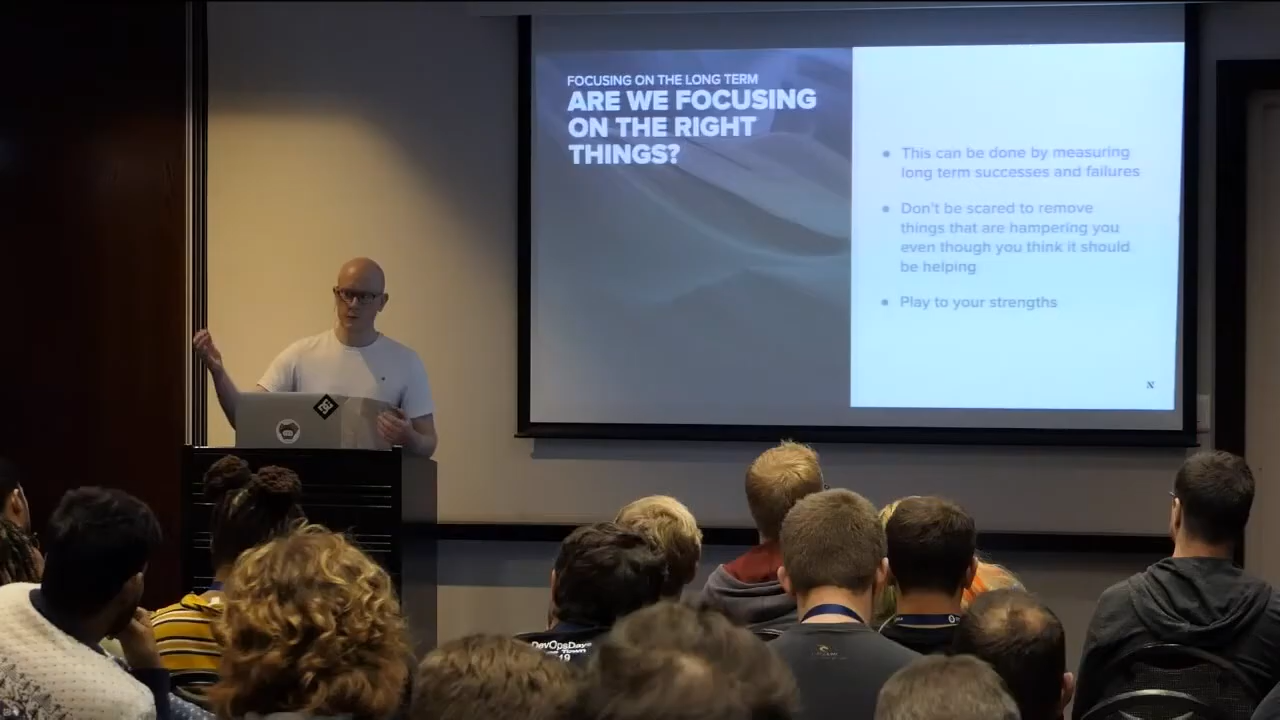 FOCUSING ON THE LONG TERM
ARE WE FOCUSING
ON THE RIGHT
THINGS?
This can be done by measuring
long term successes and failures
Don't be scared to remove
things that are hampering you
even though you think it should
be helping
Play to your strengths
N
DevOpsDays